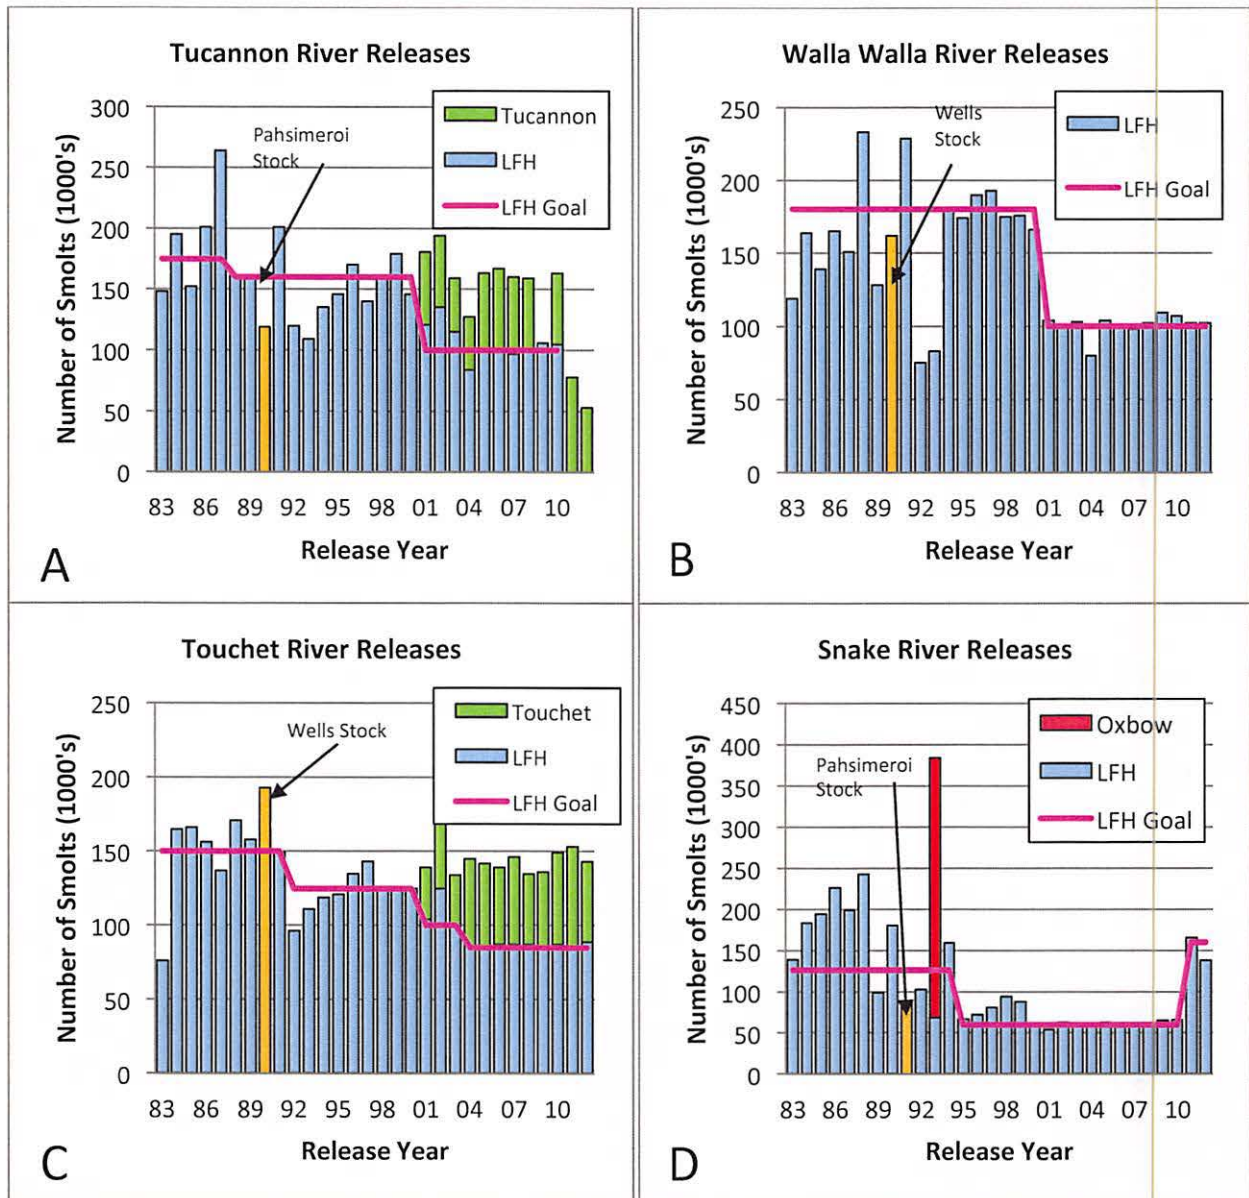 Tucannon River Releases
Number of Smolts (1000's)
300
250
200
150
100
50
0
Pahsimeroi
Stock
Tucannon
LFH
LFH Goal
83 86 89 92 95 98 01 04 07 10
Release Year
A
Walla Walla River Releases
Number of Smolts (1000's)
250
200
150
100
50
0
Wells
Stock
LFH
LFH Goal
83 86 89 92 95 98 01 04 07 10
Release Year
B
Touchet River Releases
Number of Smolts (1000's)
250
200
150
100
50
0
Wells Stock
Touchet
LFH
LFH Goal
83 86 89 92 95 98 01 04 07 10
Release Year
C
Snake River Releases
Number of Smolts (1000's)
450
400
350
300
250
200
150
100
50
0
Pahsimeroi
Stock
Oxbow
LFH
LFH Goal
83 86 89 92 95 98 01 04 07 10
Release Year
D